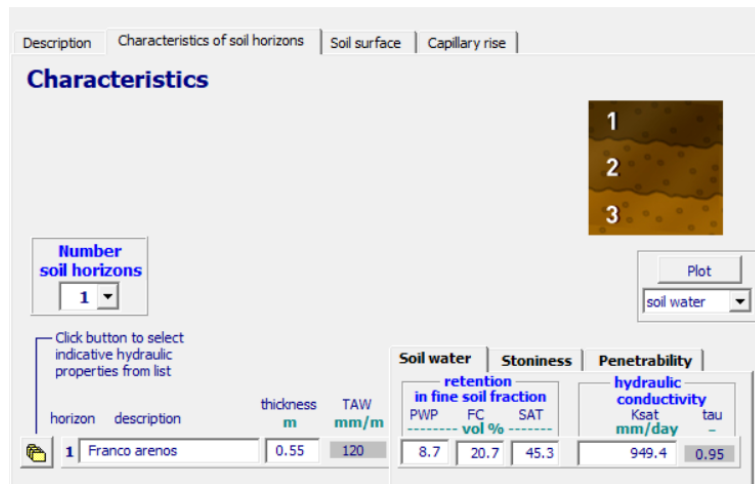 Description Characteristics of soil horizons Soil surface Capillary rise
Characteristics
1
2
3
Number
soil horizons
1
Plot
soil water
Click button to select
indicative hydraulic
properties from list
Soil water Stoniness Penetrability
retention
in fine soil fraction
hydraulic
conductivity
horizon description thickness TAW PWP FC SAT Ksat tau
m mm/m -------- vol % ------- mm/day –
1 Franco arenos 0.55 120 8.7 20.7 45.3 949.4 0.95